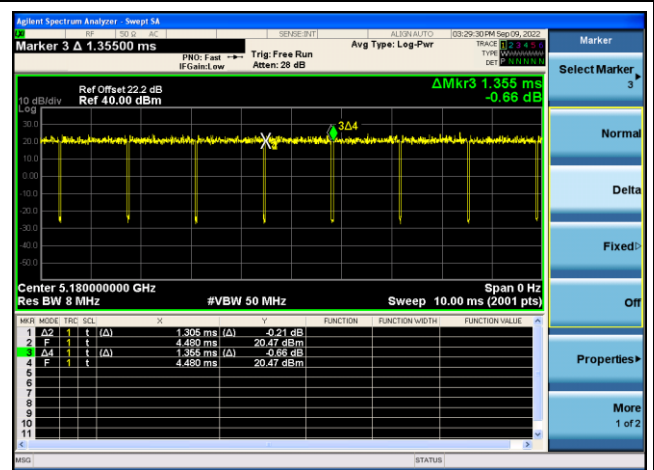 Agilent Spectrum Analyzer - Swept SA
RF 50 Ω AC SENSE:INT ALIGN AUTO 03:29:30 PM Sep 09, 2022
Marker 3 Δ 1.35500 ms
PNO: Fast
IFGain:Low
Trig: Free Run
Atten: 28 dB
Avg Type: Log-Pwr
TRACE 1 2 3 4 5 6
TYPE
DET P N N N N N
Marker
Select Marker
3
Normal
Delta
Fixed
Off
Properties
More
1 of 2
Ref Offset 22.2 dB
10 dB/div Ref 40.00 dBm
Log
ΔMkr3 1.355 ms
-0.66 dB
30.0
20.0
10.0
0.00
-10.0
-20.0
-30.0
-40.0
-50.0
3Δ4
Center 5.180000000 GHz Span 0 Hz
Res BW 8 MHz #VBW 50 MHz Sweep 10.00 ms (2001 pts)
MKR MODE TRC SCL X Y FUNCTION FUNCTION WIDTH FUNCTION VALUE
1 Δ2 1 t (Δ) 1.305 ms (Δ) -0.21 dB
2 F 1 t 4.480 ms 20.47 dBm
3 Δ4 1 t (Δ) 1.355 ms (Δ) -0.66 dB
4 F 1 t 4.480 ms 20.47 dBm
5
6
7
8
9
10
11
MSG STATUS